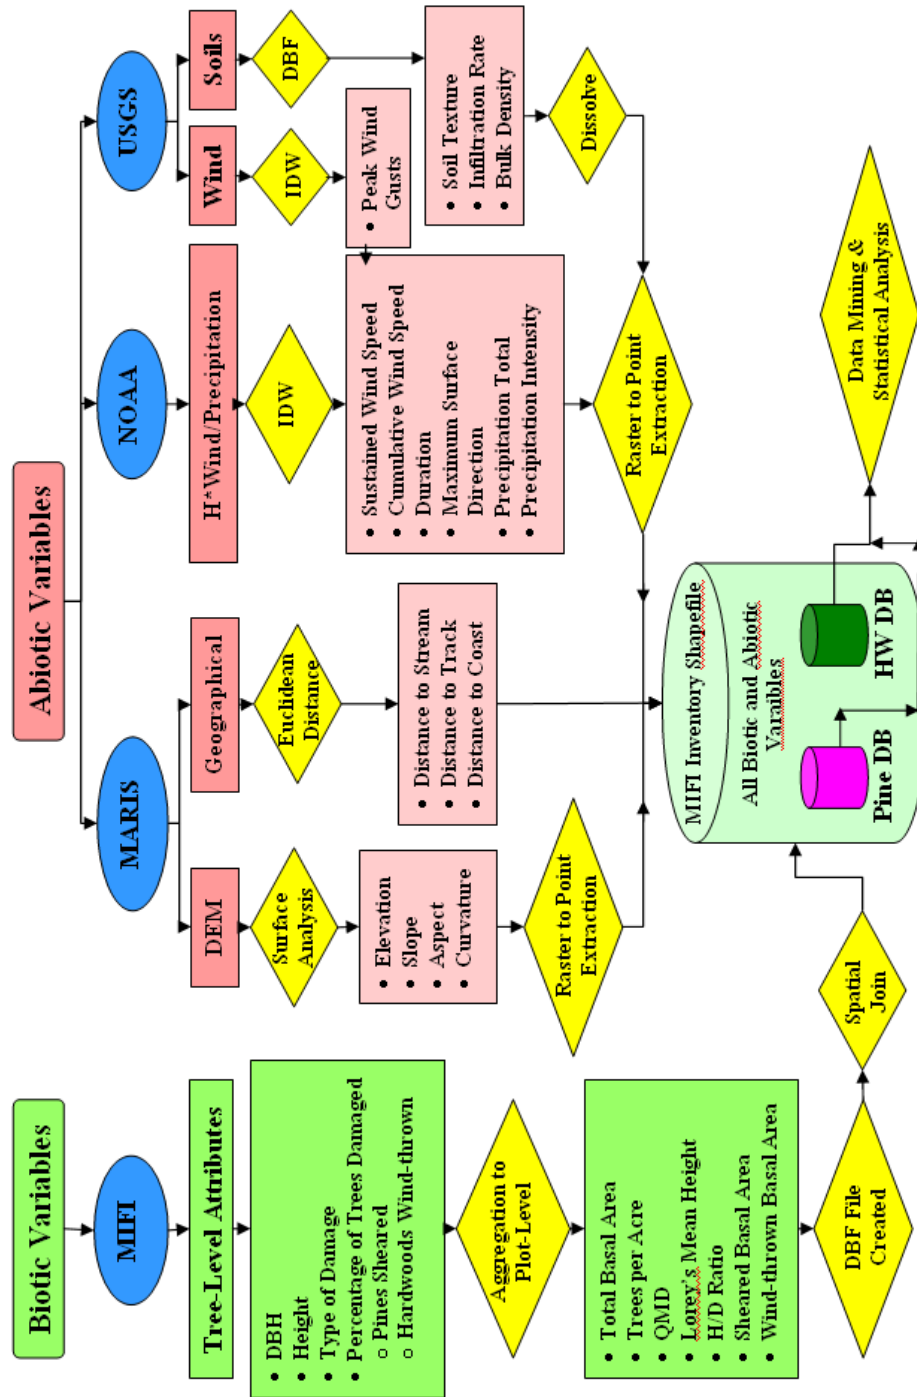 Biotic Variables
MIFI
Tree-Level Attributes
• DBH
• Height
• Type of Damage
• Percentage of Trees Damaged
○ Pines Sheared
○ Hardwoods Wind-thrown
Aggregation to
Plot-Level
• Total Basal Area
• Trees per Acre
• QMD
• Lorey's Mean Height
• H/D Ratio
• Sheared Basal Area
• Wind-thrown Basal Area
DBF File
Created
Spatial
Join
Abiotic Variables
MARIS
DEM
Surface
Analysis
• Elevation
• Slope
• Aspect
• Curvature
Raster to Point
Extraction
Geographical
Euclidean
Distance
• Distance to Stream
• Distance to Track
• Distance to Coast
NOAA
H*Wind/Precipitation
IDW
• Sustained Wind Speed
• Cumulative Wind Speed
• Duration
• Maximum Surface
Direction
• Precipitation Total
• Precipitation Intensity
Raster to Point
Extraction
USGS
Wind
IDW
• Peak Wind
Gusts
Soils
DBF
• Soil Texture
• Infiltration Rate
• Bulk Density
Dissolve
MIFI Inventory Shapefile
All Biotic and Abiotic
Varaibles
Pine DB
HW DB
Data Mining &
Statistical Analysis